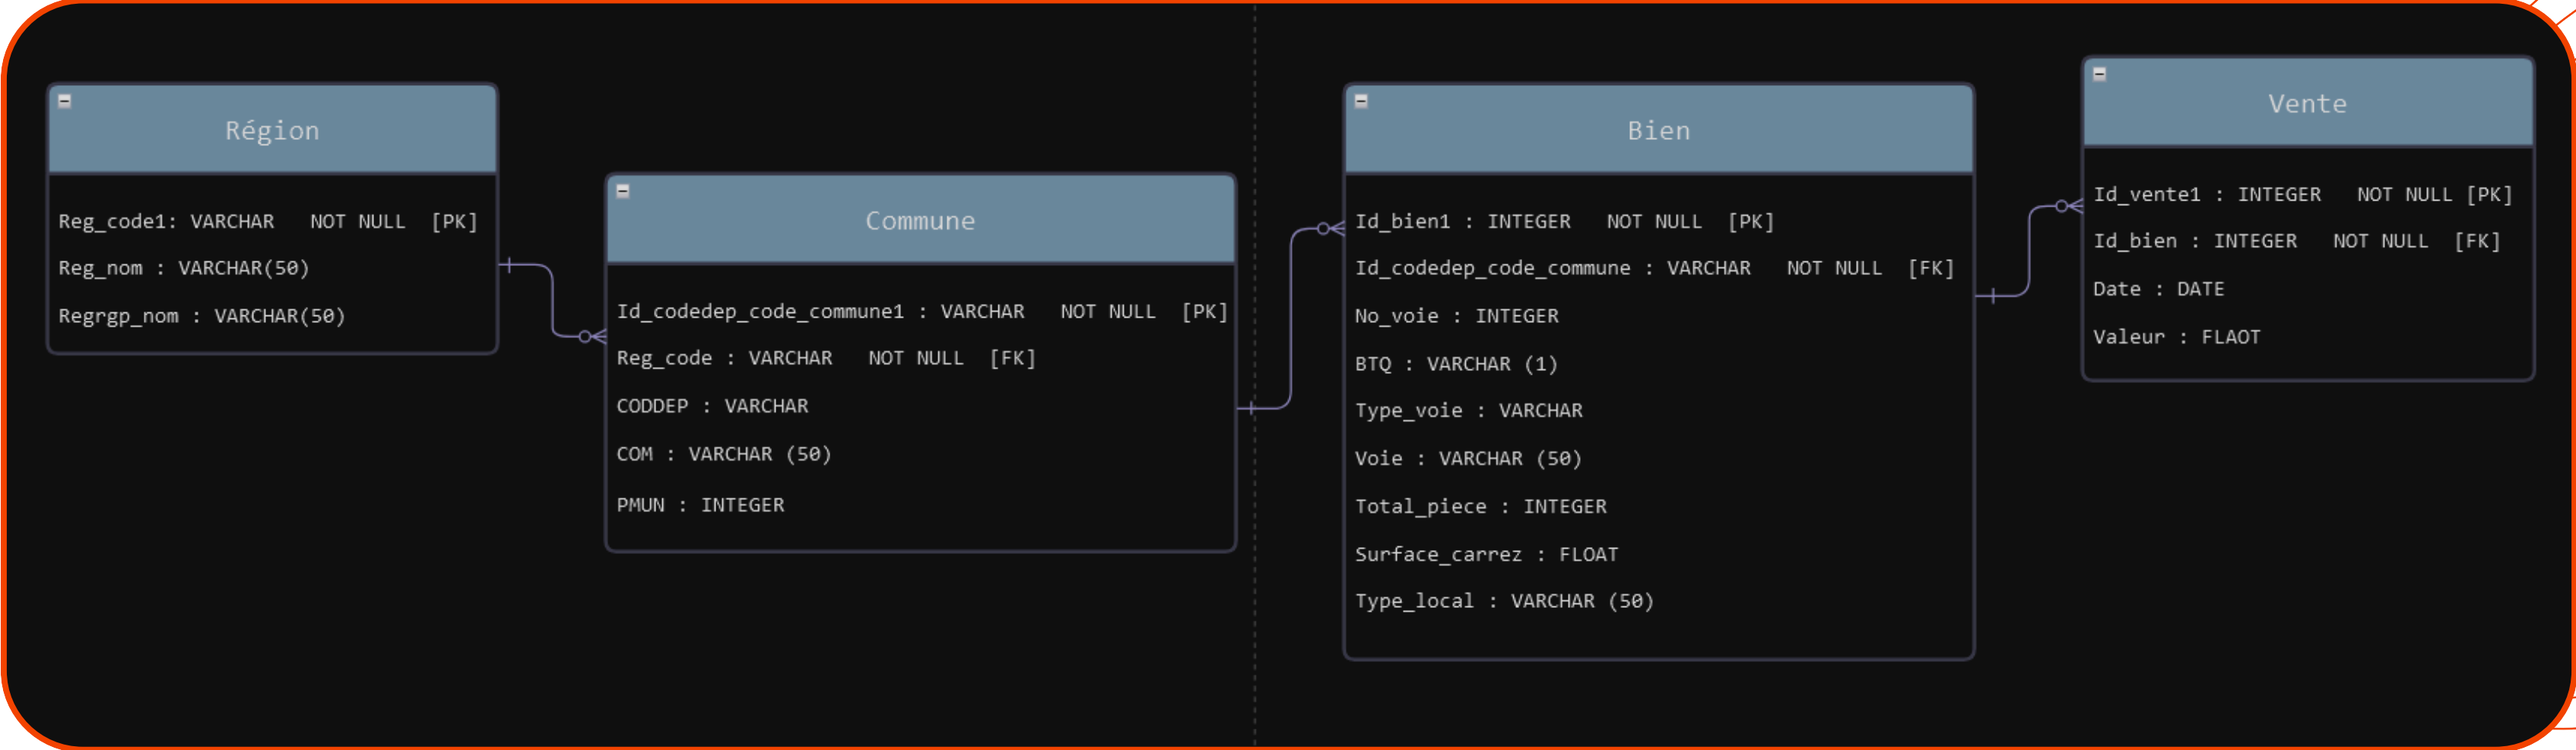 Région
Reg_code1: VARCHAR NOT NULL [PK]
Reg_nom : VARCHAR(50)
Regrgp_nom : VARCHAR(50)
Commune
Id_codedep_code_commune1 : VARCHAR NOT NULL [PK]
Reg_code : VARCHAR NOT NULL [FK]
CODDEP : VARCHAR
COM : VARCHAR (50)
PMUN : INTEGER
Bien
Id_bien1 : INTEGER NOT NULL [PK]
Id_codedep_code_commune : VARCHAR NOT NULL [FK]
No_voie : INTEGER
BTQ : VARCHAR (1)
Type_voie : VARCHAR
Voie : VARCHAR (50)
Total_piece : INTEGER
Surface_carrez : FLOAT
Type_local : VARCHAR (50)
Vente
Id_vente1 : INTEGER NOT NULL [PK]
Id_bien : INTEGER NOT NULL [FK]
Date : DATE
Valeur : FLAOT